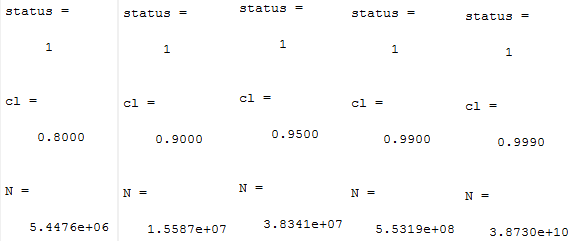 status =
1
cl =
0.8000
N =
5.4476e+06
status =
1
cl =
0.9000
N =
1.5587e+07
status =
1
cl =
0.9500
N =
3.8341e+07
status =
1
cl =
0.9900
N =
5.5319e+08
status =
1
cl =
0.9990
N =
3.8730e+10